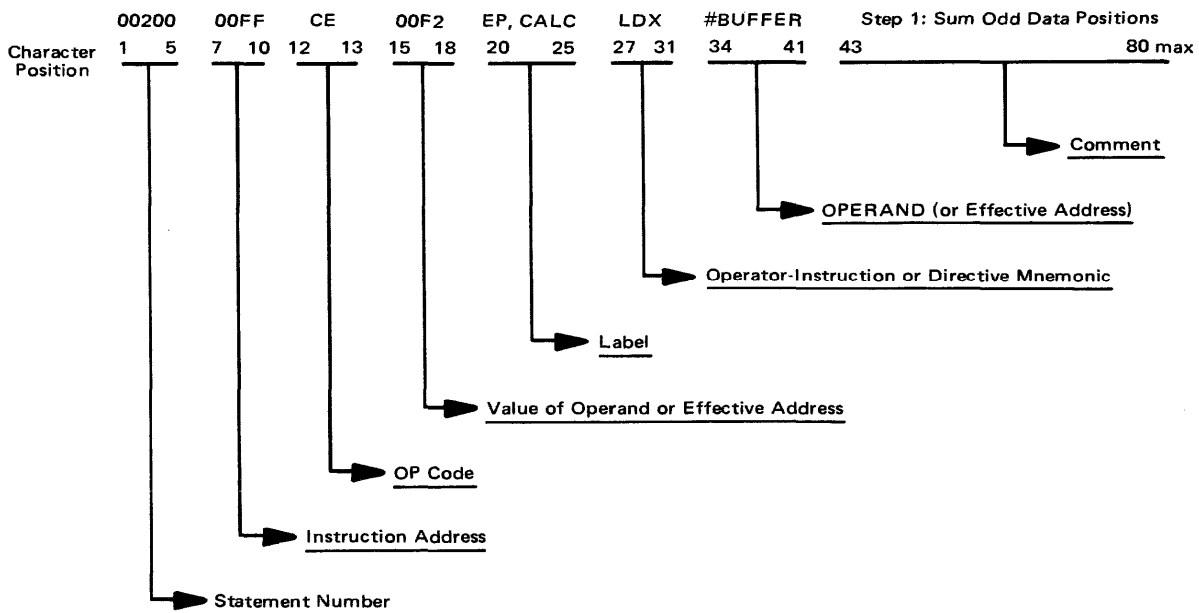 00200 00FF CE 00F2 EP, CALC LDX #BUFFER Step 1: Sum Odd Data Positions
Character Position 1 5 7 10 12 13 15 18 20 25 27 31 34 41 43 80 max
Comment
OPERAND (or Effective Address)
Operator-Instruction or Directive Mnemonic
Label
Value of Operand or Effective Address
OP Code
Instruction Address
Statement Number